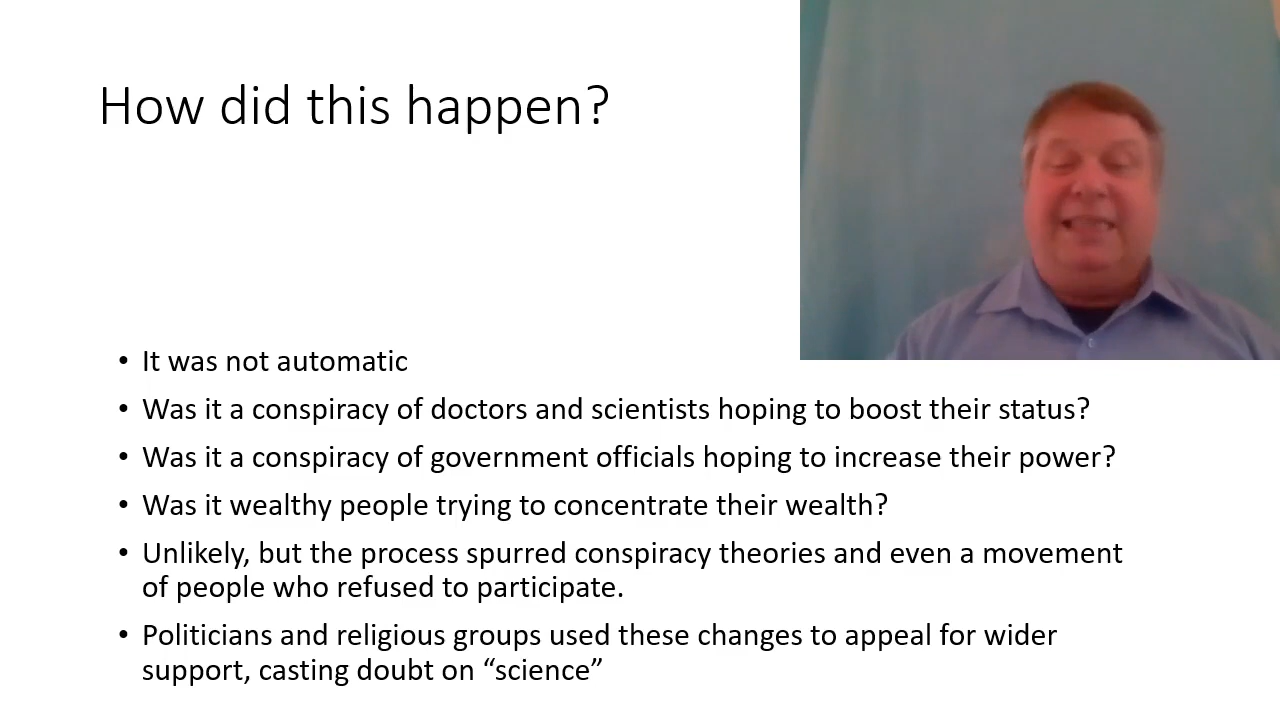 How did this happen?
• It was not automatic
• Was it a conspiracy of doctors and scientists hoping to boost their status?
• Was it a conspiracy of government officials hoping to increase their power?
• Was it wealthy people trying to concentrate their wealth?
• Unlikely, but the process spurred conspiracy theories and even a movement
of people who refused to participate.
• Politicians and religious groups used these changes to appeal for wider
support, casting doubt on “science”